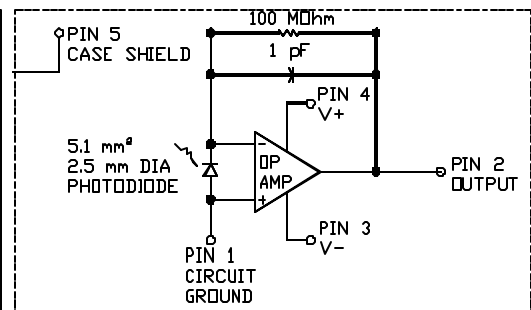 100 MOhm
PIN 5
CASE SHIELD
1 pF
PIN 4
V+
5.1 mm²
2.5 mm DIA
PHOTODIODE
-
OP
AMP
+
PIN 2
OUTPUT
PIN 3
V-
PIN 1
CIRCUIT
GROUND